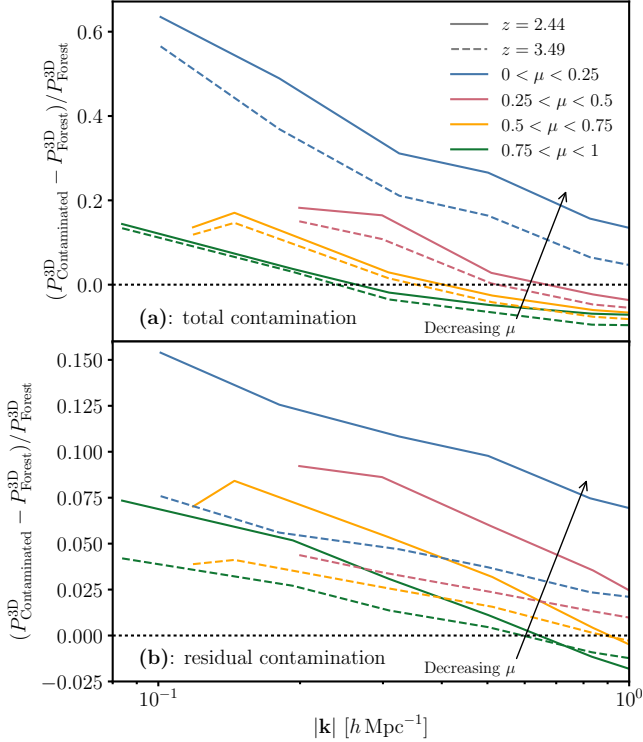 0.6
0.4
0.2
0.0
(P^{3D}_{Contaminated} − P^{3D}_{Forest})/P^{3D}_{Forest}
z = 2.44
z = 3.49
0 < μ < 0.25
0.25 < μ < 0.5
0.5 < μ < 0.75
0.75 < μ < 1
(a): total contamination
Decreasing μ
0.150
0.125
0.100
0.075
0.050
0.025
0.000
−0.025
(P^{3D}_{Contaminated} − P^{3D}_{Forest})/P^{3D}_{Forest}
(b): residual contamination
Decreasing μ
10^{−1}
10^{0}
|k| [h Mpc^{−1}]